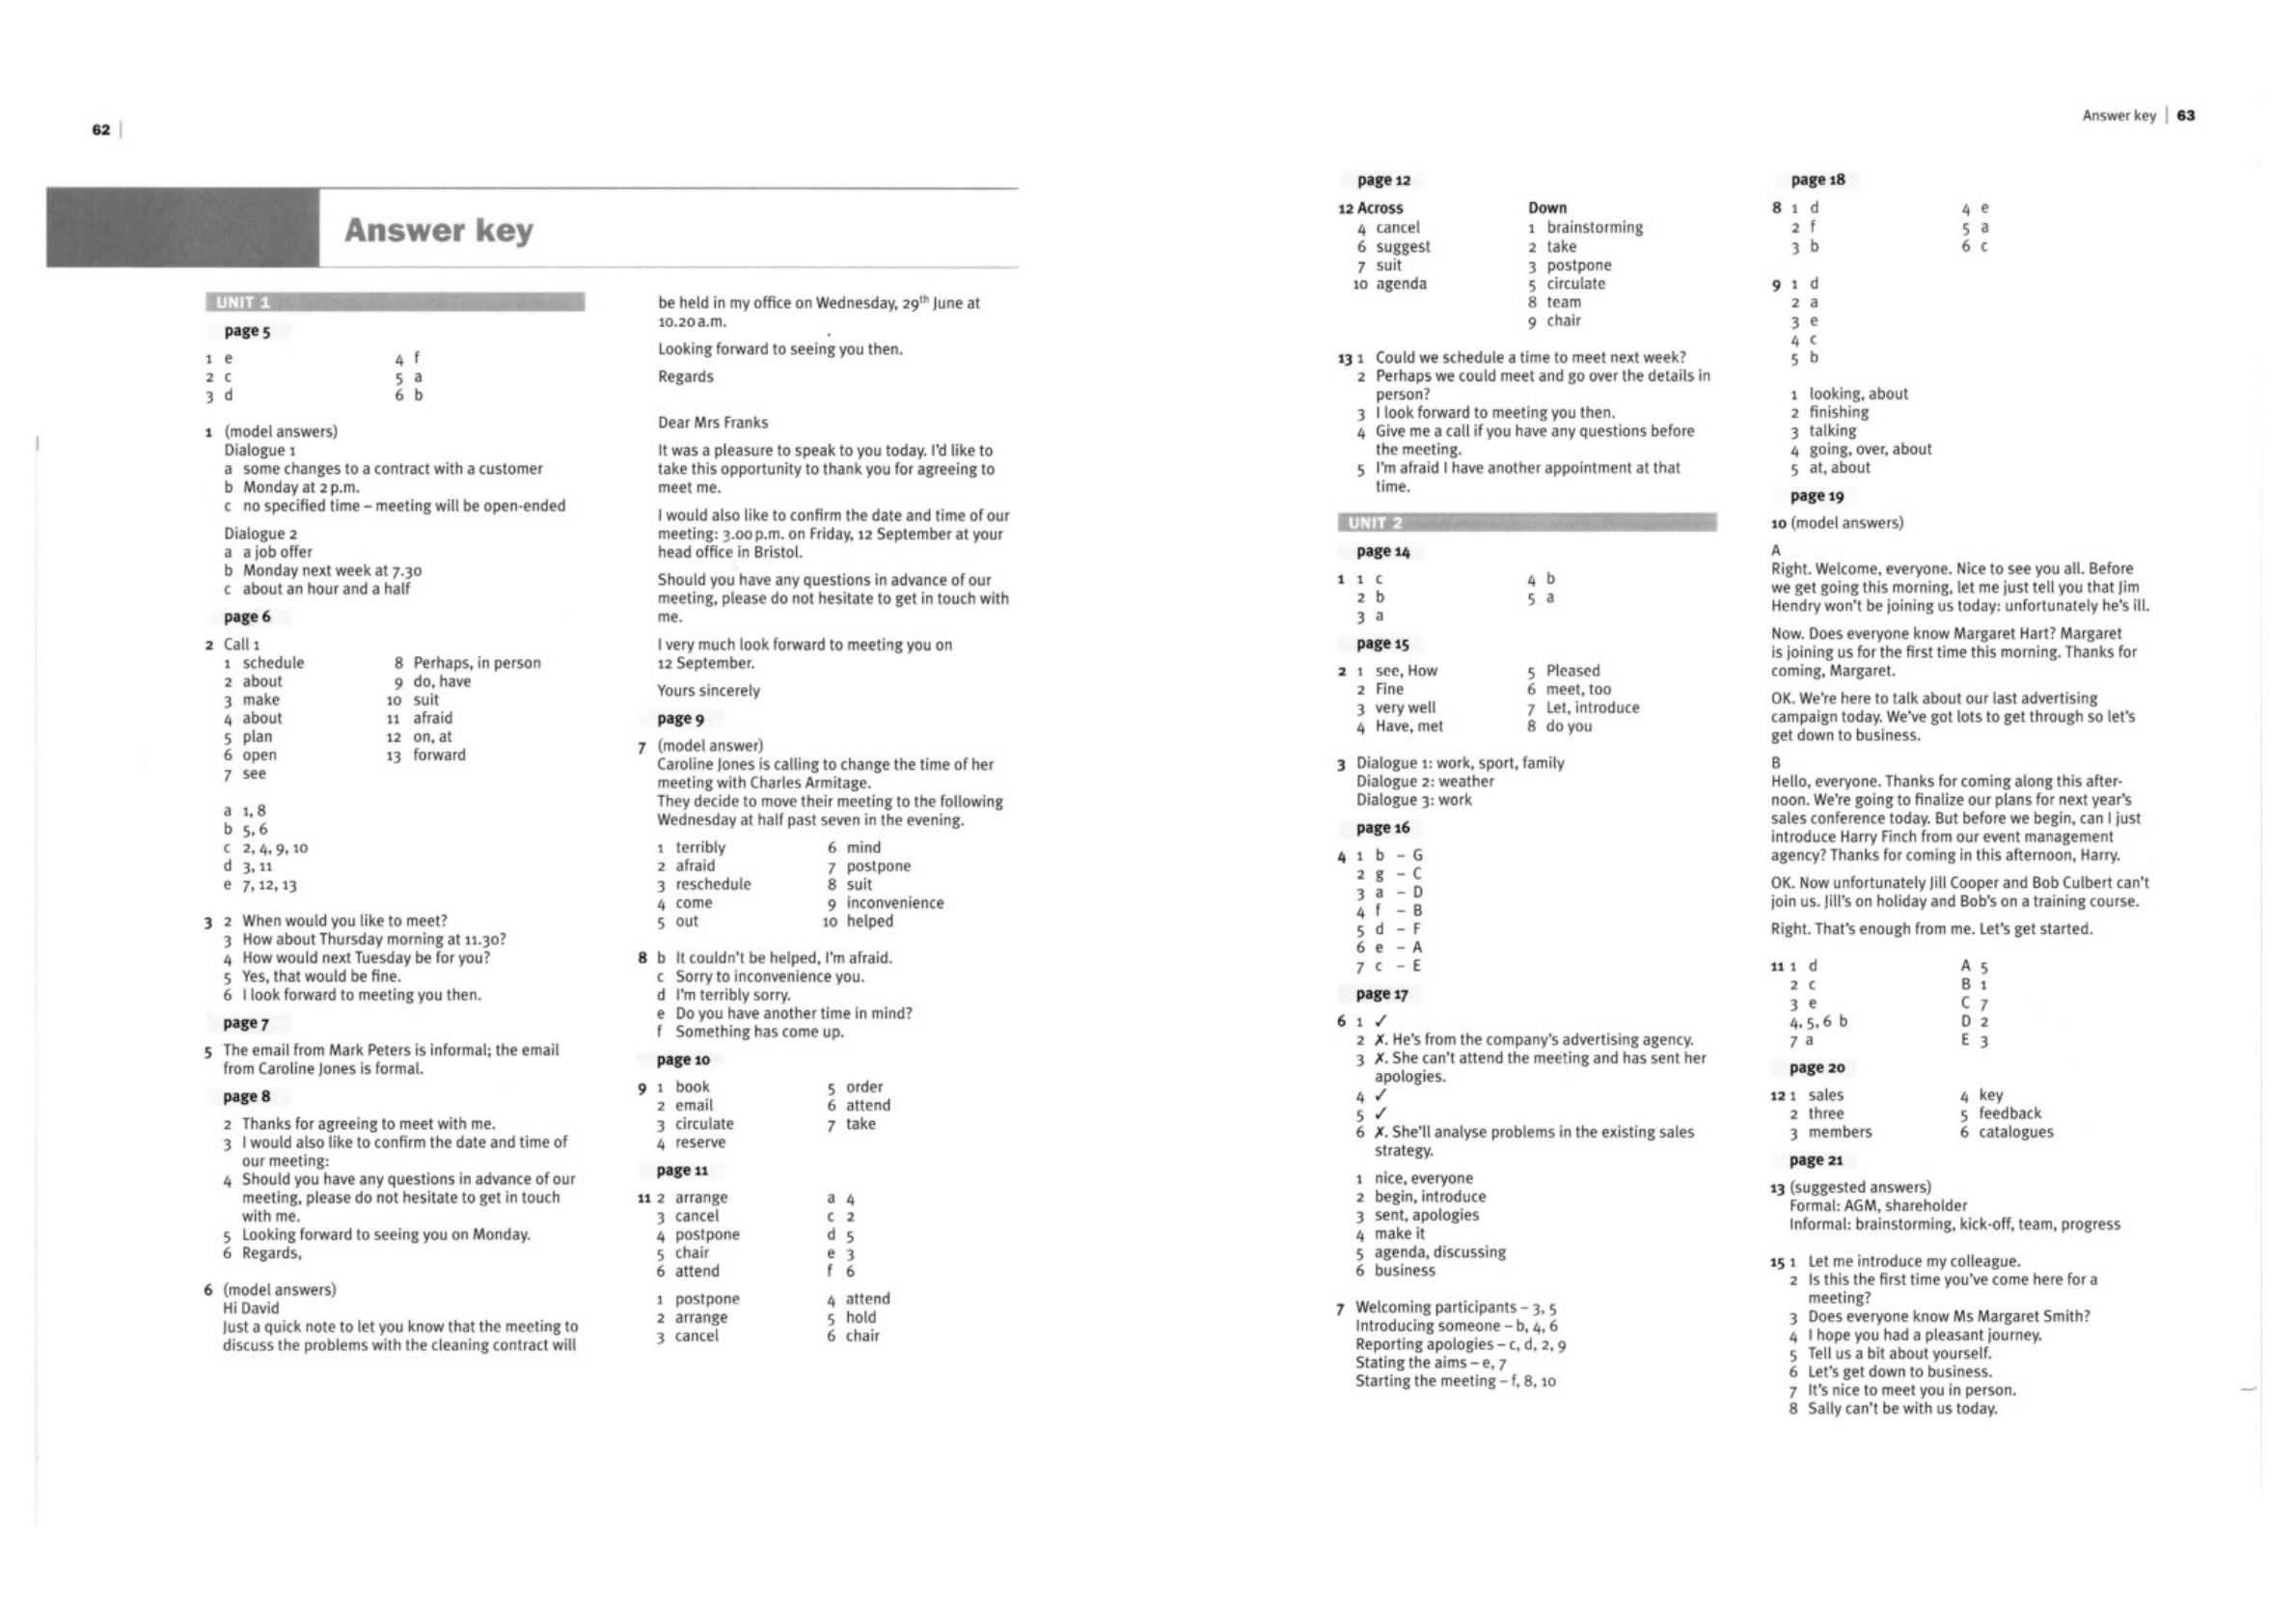 62
Answer key
UNIT 1
page 5
1 e
2 c
3 d
4 f
5 a
6 b
1 (model answers)
Dialogue 1
a some changes to a contract with a customer
b Monday at 2 p.m.
c no specified time – meeting will be open-ended
Dialogue 2
a a job offer
b Monday next week at 7.30
c about an hour and a half
page 6
2 Call 1
1 schedule
2 about
3 make
4 about
5 plan
6 open
7 see
8 Perhaps, in person
9 do, have
10 suit
11 afraid
12 on, at
13 forward
a 1, 8
b 5, 6
c 2, 4, 9, 10
d 3, 11
e 7, 12, 13
3 2 When would you like to meet?
3 How about Thursday morning at 11.30?
4 How would next Tuesday be for you?
5 Yes, that would be fine.
6 I look forward to meeting you then.
page 7
5 The email from Mark Peters is informal; the email
from Caroline Jones is formal.
page 8
2 Thanks for agreeing to meet with me.
3 I would also like to confirm the date and time of
our meeting:
4 Should you have any questions in advance of our
meeting, please do not hesitate to get in touch
with me.
5 Looking forward to seeing you on Monday.
6 Regards,
6 (model answers)
Hi David
Just a quick note to let you know that the meeting to
discuss the problems with the cleaning contract will
be held in my office on Wednesday, 29th June at
10.20 a.m.
Looking forward to seeing you then.
Regards
Dear Mrs Franks
It was a pleasure to speak to you today. I'd like to
take this opportunity to thank you for agreeing to
meet me.
I would also like to confirm the date and time of our
meeting: 3.00 p.m. on Friday, 12 September at your
head office in Bristol.
Should you have any questions in advance of our
meeting, please do not hesitate to get in touch with
me.
I very much look forward to meeting you on
12 September.
Yours sincerely
page 9
7 (model answer)
Caroline Jones is calling to change the time of her
meeting with Charles Armitage.
They decide to move their meeting to the following
Wednesday at half past seven in the evening.
1 terribly
2 afraid
3 reschedule
4 come
5 out
6 mind
7 postpone
8 suit
9 inconvenience
10 helped
8 b It couldn't be helped, I'm afraid.
c Sorry to inconvenience you.
d I'm terribly sorry.
e Do you have another time in mind?
f Something has come up.
page 10
9 1 book
2 email
3 circulate
4 reserve
5 order
6 attend
7 take
page 11
11 2 arrange
3 cancel
4 postpone
5 chair
6 attend
a 4
c 2
d 5
e 3
f 6
1 postpone
2 arrange
3 cancel
4 attend
5 hold
6 chair
Answer key | 63
page 12
12 Across
4 cancel
6 suggest
7 suit
10 agenda
Down
1 brainstorming
2 take
3 postpone
5 circulate
8 team
9 chair
13 1 Could we schedule a time to meet next week?
2 Perhaps we could meet and go over the details in
person?
3 I look forward to meeting you then.
4 Give me a call if you have any questions before
the meeting.
5 I'm afraid I have another appointment at that
time.
UNIT 2
page 14
1 1 c
2 b
3 a
4 b
5 a
page 15
2 1 see, How
2 Fine
3 very well
4 Have, met
5 Pleased
6 meet, too
7 Let, introduce
8 do you
3 Dialogue 1: work, sport, family
Dialogue 2: weather
Dialogue 3: work
page 16
4 1 b – G
2 g – C
3 a – D
4 f – B
5 d – F
6 e – A
7 c – E
page 17
6 1 ✓
2 ✗. He's from the company's advertising agency.
3 ✗. She can't attend the meeting and has sent her
apologies.
4 ✓
5 ✓
6 ✗. She'll analyse problems in the existing sales
strategy.
1 nice, everyone
2 begin, introduce
3 sent, apologies
4 make it
5 agenda, discussing
6 business
7 Welcoming participants – 3, 5
Introducing someone – b, 4, 6
Reporting apologies – c, d, 2, 9
Stating the aims – e, 7
Starting the meeting – f, 8, 10
page 18
8 1 d
2 f
3 b
4 e
5 a
6 c
9 1 d
2 a
3 e
4 c
5 b
1 looking, about
2 finishing
3 talking
4 going, over, about
5 at, about
page 19
10 (model answers)
A
Right. Welcome, everyone. Nice to see you all. Before
we get going this morning, let me just tell you that Jim
Hendry won't be joining us today: unfortunately he's ill.
Now. Does everyone know Margaret Hart? Margaret
is joining us for the first time this morning. Thanks for
coming, Margaret.
OK. We're here to talk about our last advertising
campaign today. We've got lots to get through so let's
get down to business.
B
Hello, everyone. Thanks for coming along this after-
noon. We're going to finalize our plans for next year's
sales conference today. But before we begin, can I just
introduce Harry Finch from our event management
agency? Thanks for coming in this afternoon, Harry.
OK. Now unfortunately Jill Cooper and Bob Culbert can't
join us. Jill's on holiday and Bob's on a training course.
Right. That's enough from me. Let's get started.
11 1 d
2 c
3 e
4, 5, 6 b
7 a
A 5
B 1
C 7
D 2
E 3
page 20
12 1 sales
2 three
3 members
4 key
5 feedback
6 catalogues
page 21
13 (suggested answers)
Formal: AGM, shareholder
Informal: brainstorming, kick-off, team, progress
15 1 Let me introduce my colleague.
2 Is this the first time you've come here for a
meeting?
3 Does everyone know Ms Margaret Smith?
4 I hope you had a pleasant journey.
5 Tell us a bit about yourself.
6 Let's get down to business.
7 It's nice to meet you in person.
8 Sally can't be with us today.